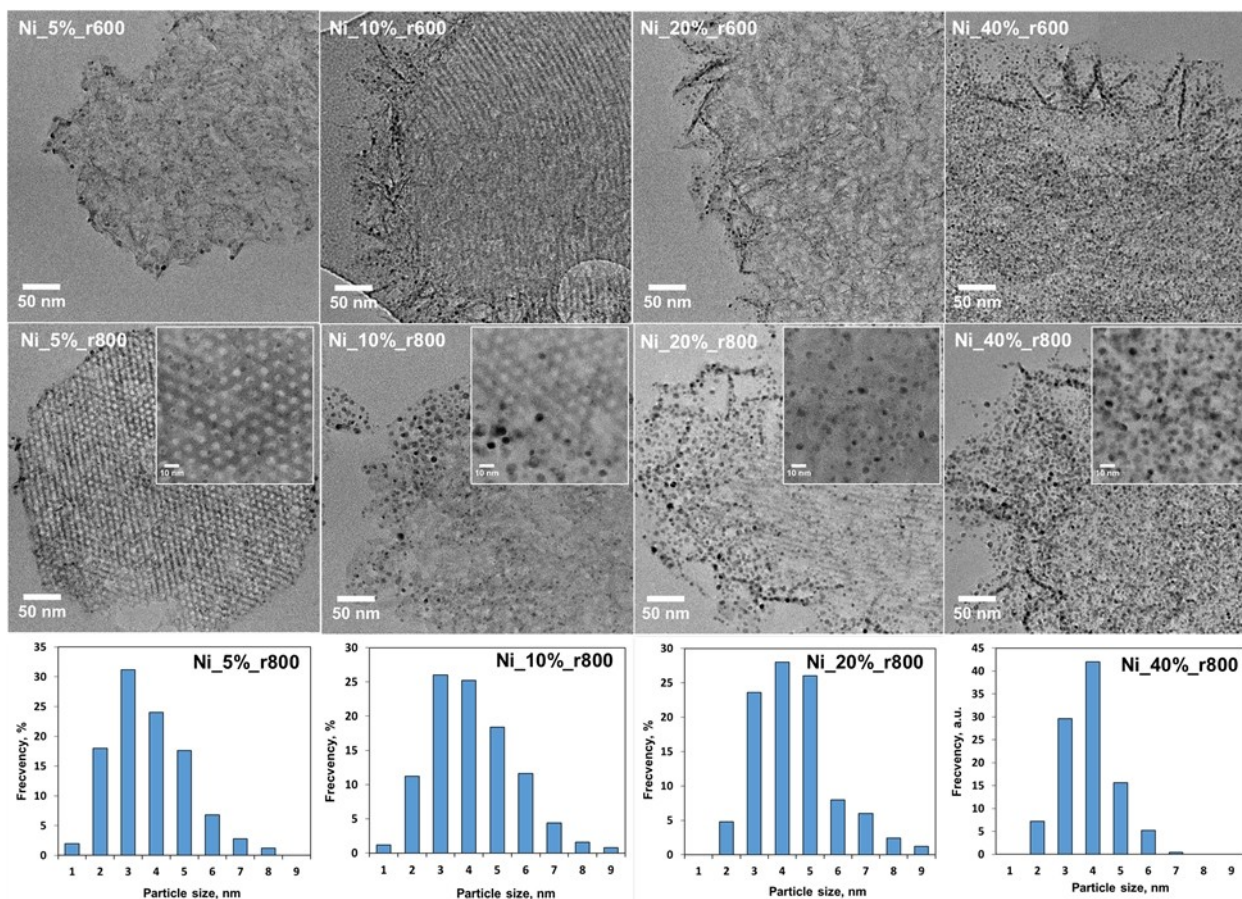 Ni_5%_r600
Ni_10%_r600
Ni_20%_r600
Ni_40%_r600
50 nm
50 nm
50 nm
50 nm
Ni_5%_r800
Ni_10%_r800
Ni_20%_r800
Ni_40%_r800
10 nm
10 nm
10 nm
10 nm
50 nm
50 nm
50 nm
50 nm
Ni_5%_r800
Frecvency, %
35
30
25
20
15
10
5
0
1 2 3 4 5 6 7 8 9
Particle size, nm
Ni_10%_r800
Frecvency, %
30
25
20
15
10
5
0
1 2 3 4 5 6 7 8 9
Particle size, nm
Ni_20%_r800
Frecvency, %
30
25
20
15
10
5
0
1 2 3 4 5 6 7 8 9
Particle size, nm
Ni_40%_r800
Frecvency, a.u.
45
40
35
30
25
20
15
10
5
0
1 2 3 4 5 6 7 8 9
Particle size, nm